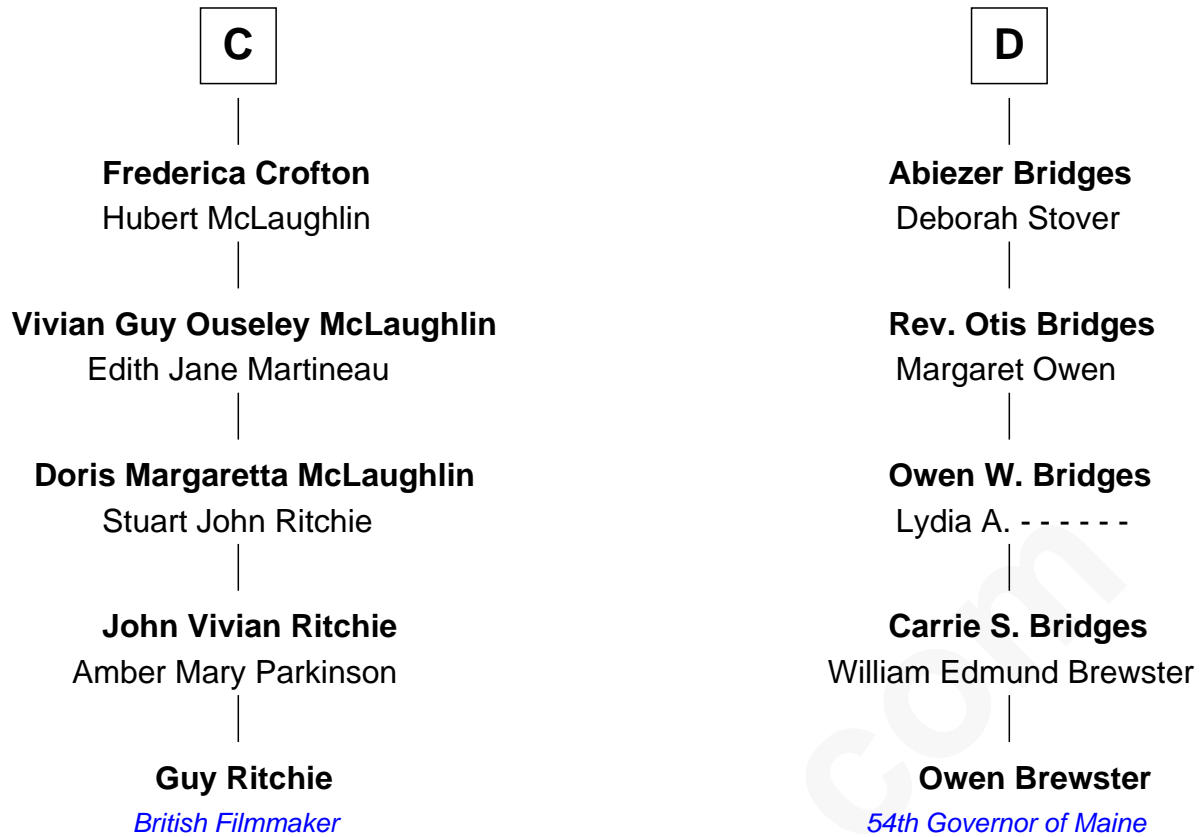 C
Frederica Crofton
Hubert McLaughlin
Vivian Guy Ouseley McLaughlin
Edith Jane Martineau
Doris Margaretta McLaughlin
Stuart John Ritchie
John Vivian Ritchie
Amber Mary Parkinson
Guy Ritchie
British Filmmaker
D
Abiezer Bridges
Deborah Stover
Rev. Otis Bridges
Margaret Owen
Owen W. Bridges
Lydia A. - - - - - -
Carrie S. Bridges
William Edmund Brewster
Owen Brewster
54th Governor of Maine
com